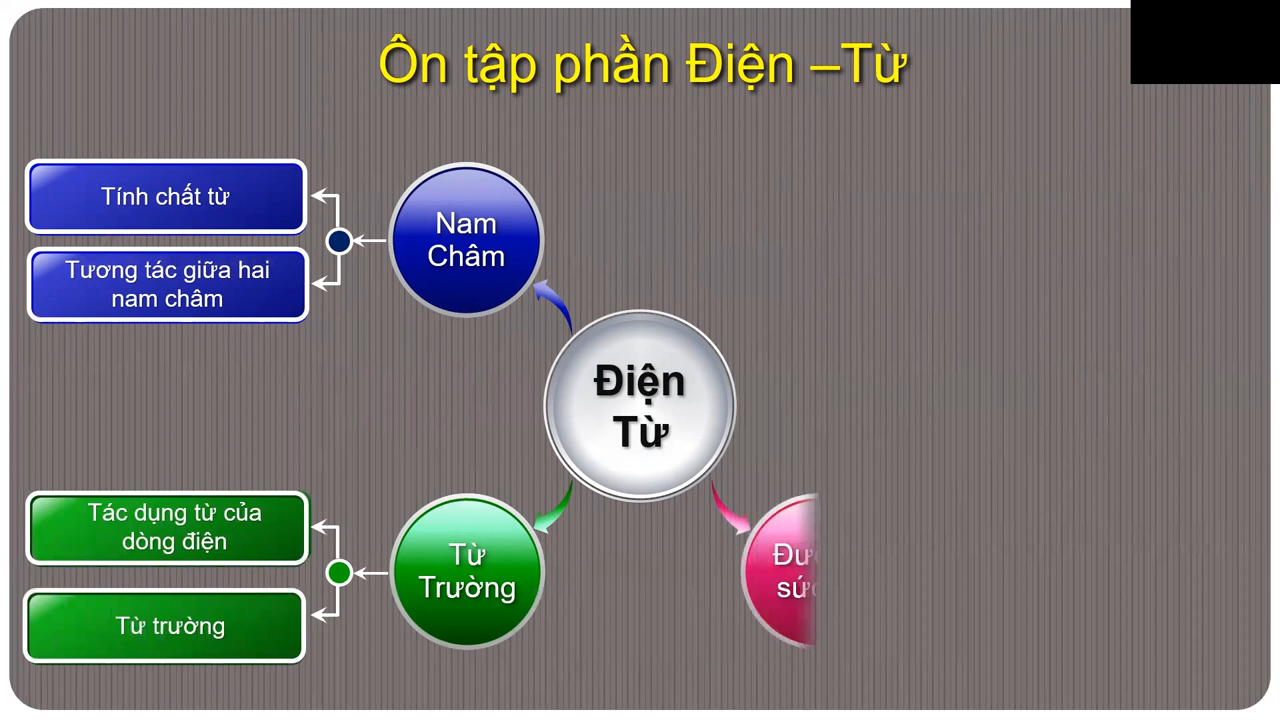 Ôn tập phần Điện –Từ
Tính chất từ
Tương tác giữa hai
nam châm
Nam
Châm
Điện
Từ
Tác dụng từ của
dòng điện
Từ trường
Từ
Trường